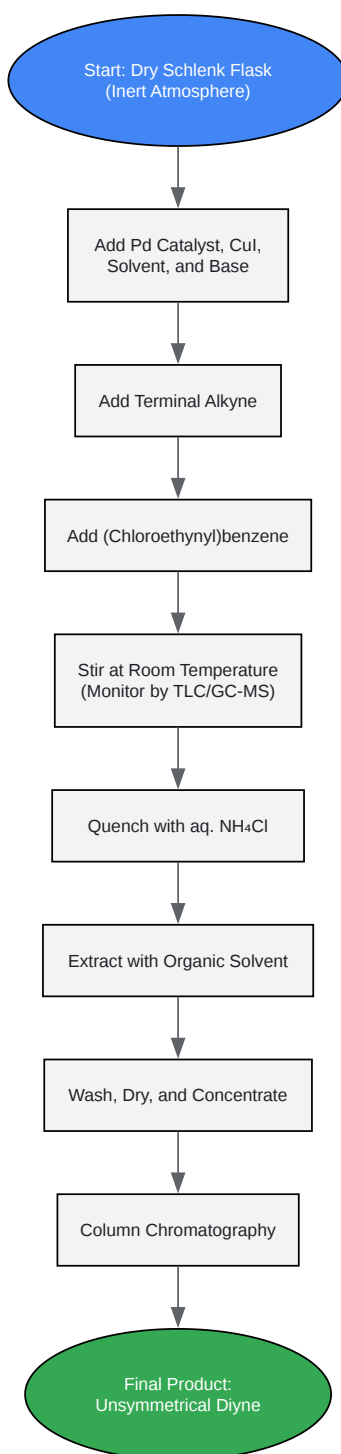 Start: Dry Schlenk Flask
(Inert Atmosphere)
Add Pd Catalyst, CuI,
Solvent, and Base
Add Terminal Alkyne
Add (Chloroethynyl)benzene
Stir at Room Temperature
(Monitor by TLC/GC-MS)
Quench with aq. NH₄Cl
Extract with Organic Solvent
Wash, Dry, and Concentrate
Column Chromatography
Final Product:
Unsymmetrical Diyne